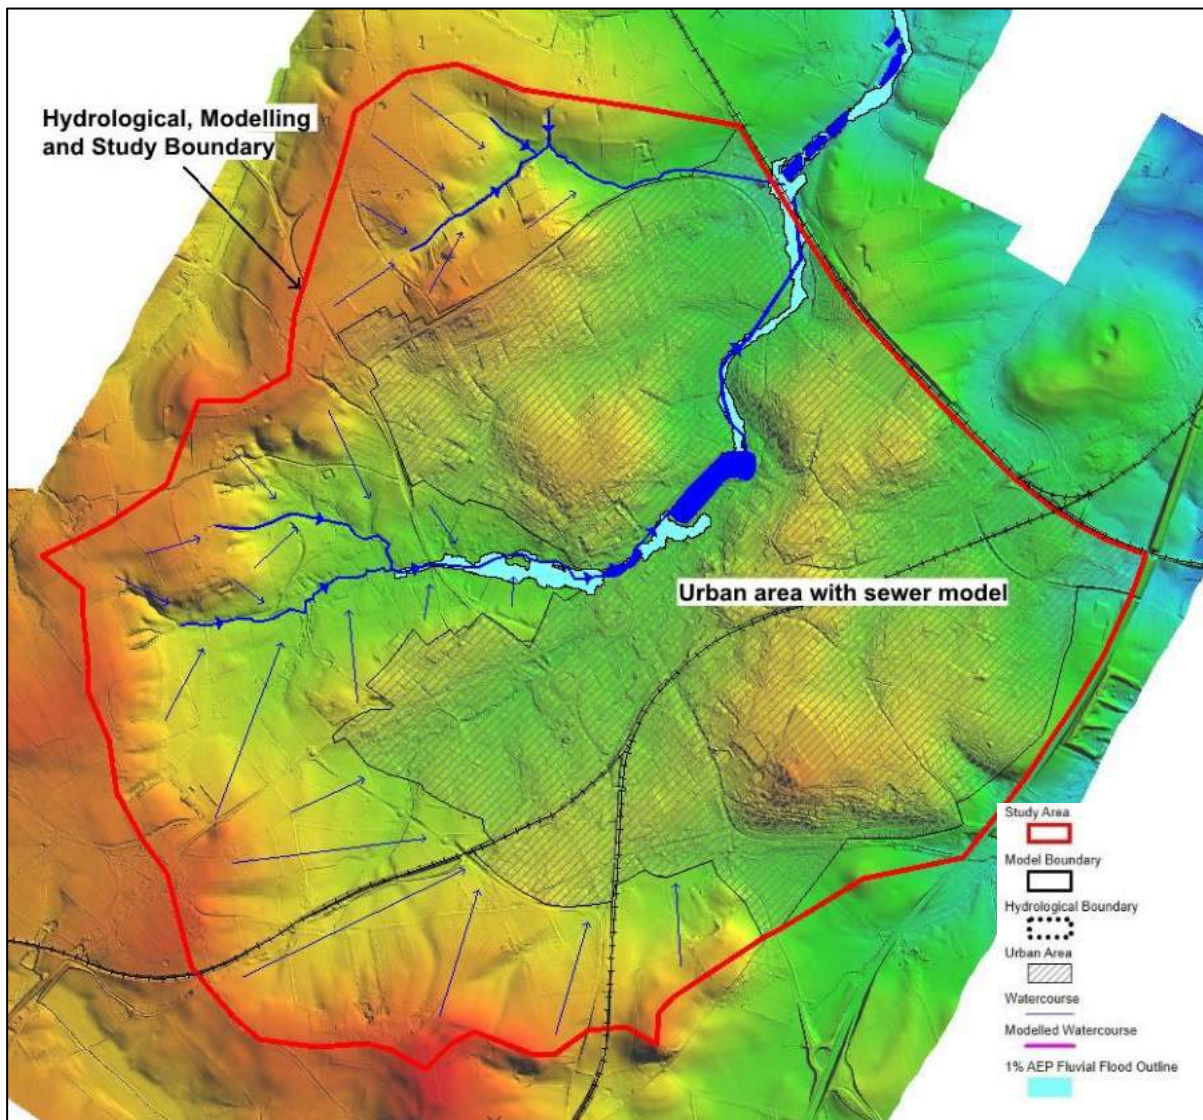 Hydrological, Modelling
and Study Boundary
Urban area with sewer model
Study Area
Model Boundary
Hydrological Boundary
Urban Area
Watercourse
Modelled Watercourse
1% AEP Fluvial Flood Outline